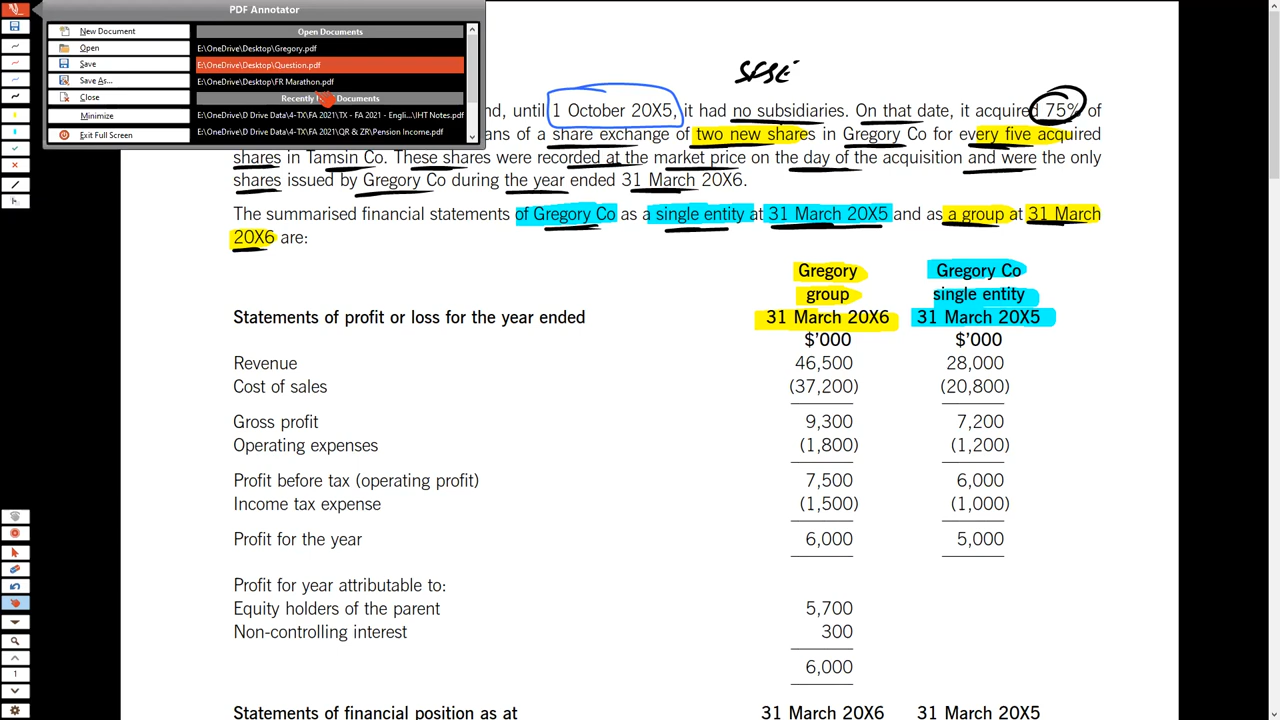 PDF Annotator
Open Documents
New Document
Open
Save
Save As...
Close
Minimize
Exit Full Screen
E:\OneDrive\Desktop\Gregory.pdf
E:\OneDrive\Desktop\Question.pdf
E:\OneDrive\Desktop\FR Marathon.pdf
Documents
E:\OneDrive\D Drive Data\4-TX\FA 2021\TX - FA 2021 - Engli...\IHT Notes.pdf
E:\OneDrive\D Drive Data\4-TX\FA 2021\QR & ZR\Pension Income.pdf
nd, until 1 October 20X5, it had no subsidiaries. On that date, it acquired 75% of
ans of a share exchange of two new shares in Gregory Co for every five acquired
shares in Tamsin Co. These shares were recorded at the market price on the day of the acquisition and were the only
shares issued by Gregory Co during the year ended 31 March 20X6.
The summarised financial statements of Gregory Co as a single entity at 31 March 20X5 and as a group at 31 March
20X6 are:
Gregory Gregory Co
group single entity
Statements of profit or loss for the year ended 31 March 20X6 31 March 20X5
$'000 $'000
Revenue 46,500 28,000
Cost of sales (37,200) (20,800)
Gross profit 9,300 7,200
Operating expenses (1,800) (1,200)
Profit before tax (operating profit) 7,500 6,000
Income tax expense (1,500) (1,000)
Profit for the year 6,000 5,000
Profit for year attributable to:
Equity holders of the parent 5,700
Non-controlling interest 300
6,000
Statements of financial position as at 31 March 20X6 31 March 20X5
1